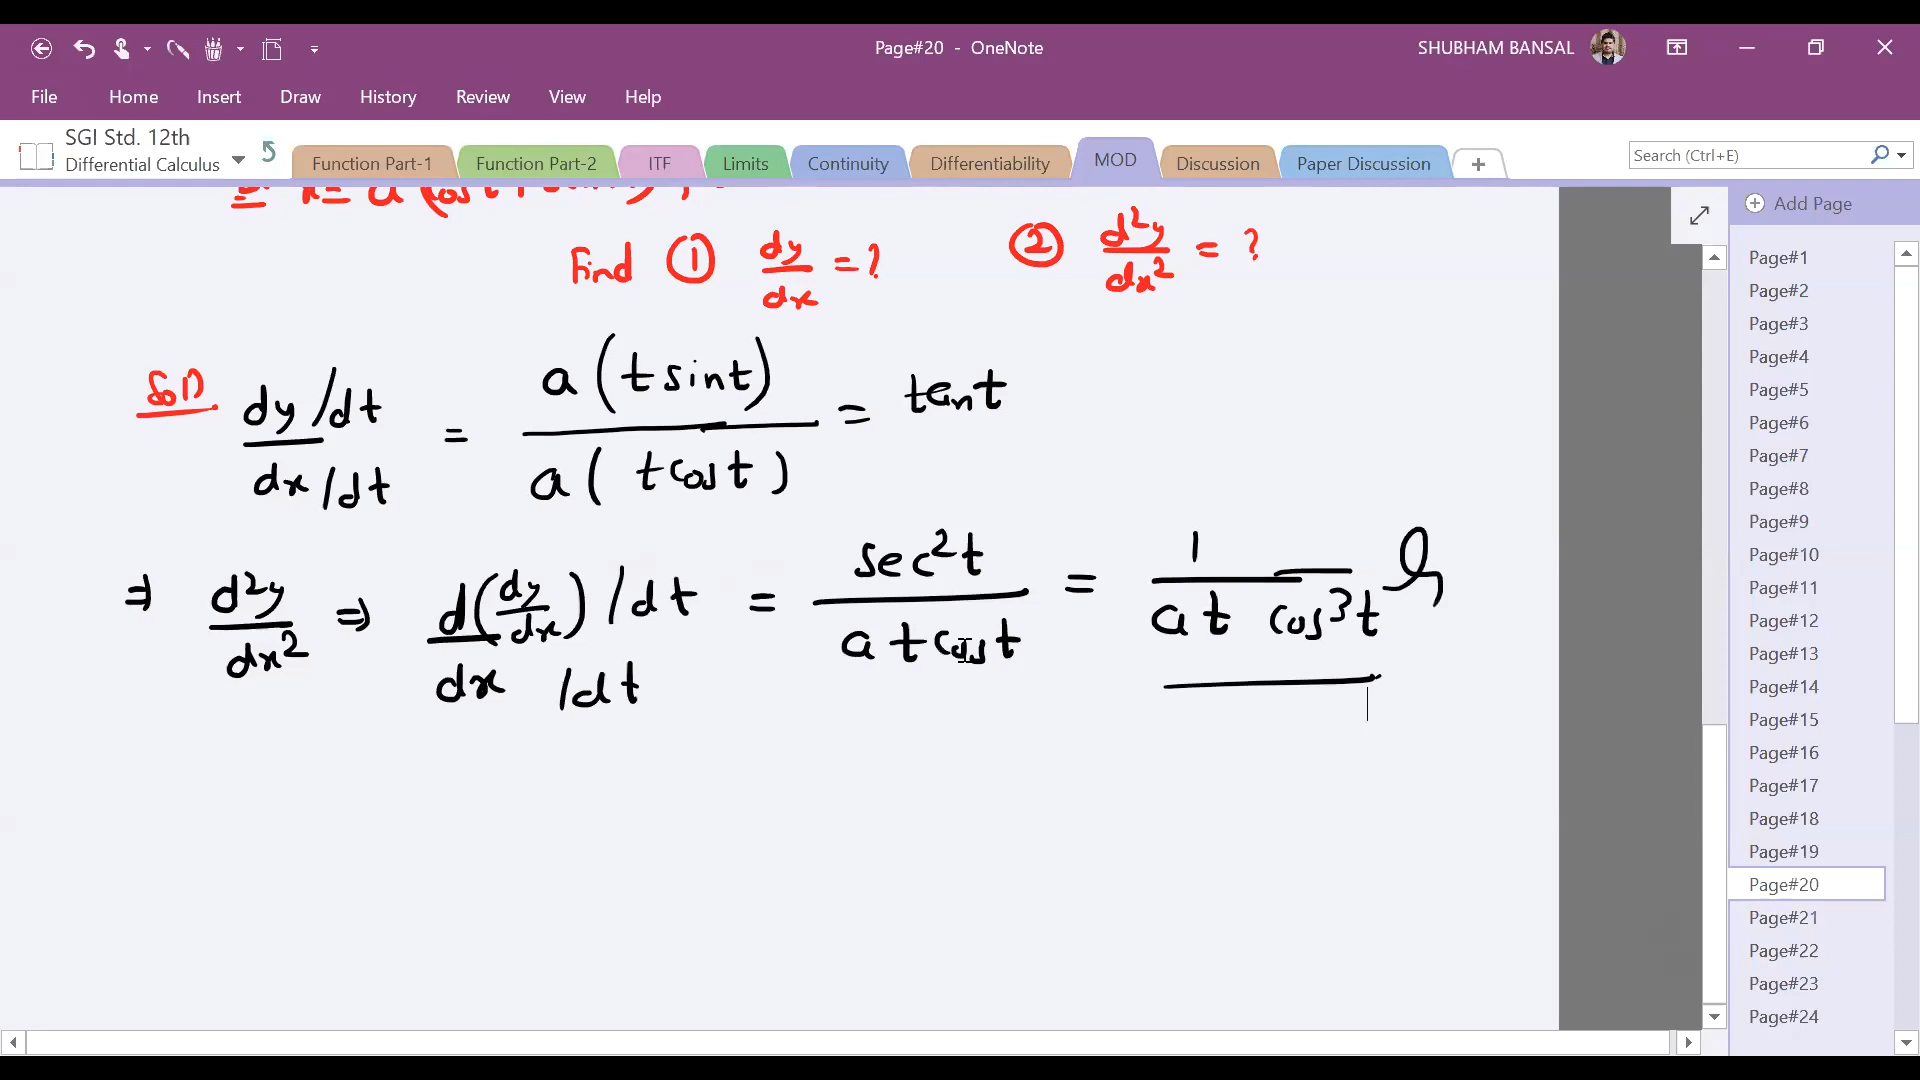 Page#20 - OneNote
SHUBHAM BANSAL
File Home Insert Draw History Review View Help
SGI Std. 12th
Differential Calculus
Function Part-1 Function Part-2 ITF Limits Continuity Differentiability MOD Discussion Paper Discussion +
Search (Ctrl+E)
Add Page
x = a (cost +
Find ① dy/dx = ? ② d²y/dx² = ?
Sol
dy/dt / dx/dt = a(t sint) / a(t cost) = tant
⇒ d²y/dx² ⇒ d(dy/dx)/dt / dx/dt = sec²t / a t cost = 1 / a t cos³t
Page#1
Page#2
Page#3
Page#4
Page#5
Page#6
Page#7
Page#8
Page#9
Page#10
Page#11
Page#12
Page#13
Page#14
Page#15
Page#16
Page#17
Page#18
Page#19
Page#20
Page#21
Page#22
Page#23
Page#24